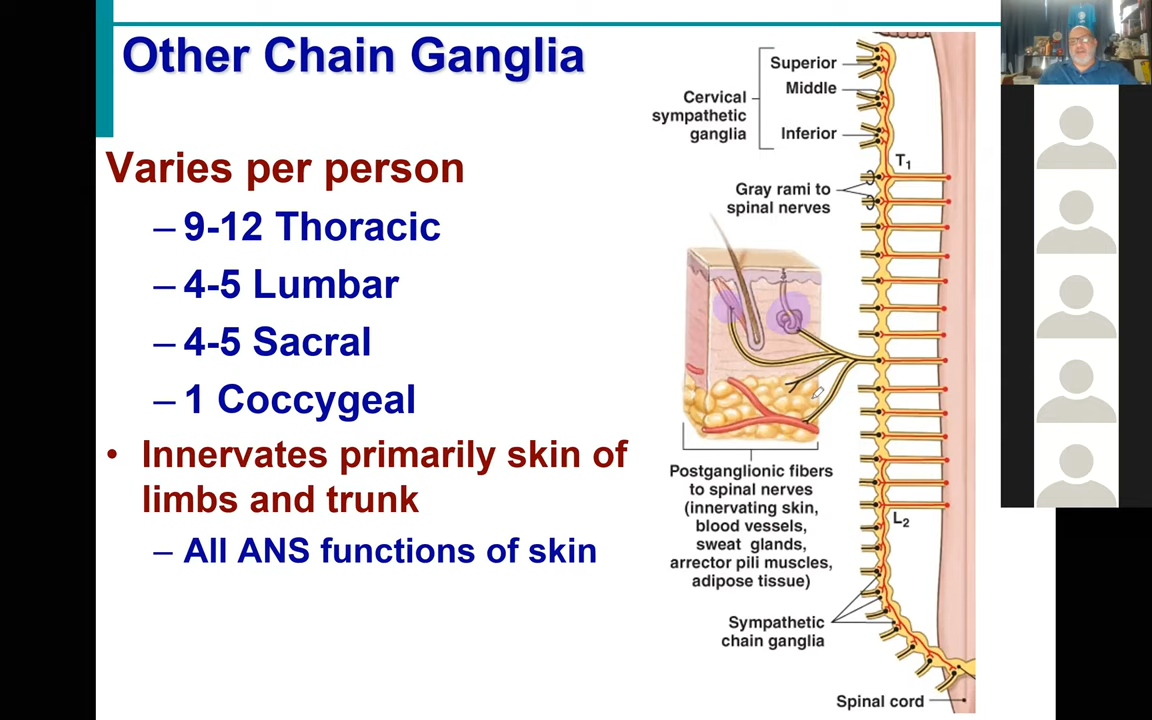 Other Chain Ganglia
Varies per person
– 9-12 Thoracic
– 4-5 Lumbar
– 4-5 Sacral
– 1 Coccygeal
• Innervates primarily skin of
limbs and trunk
– All ANS functions of skin
Cervical
sympathetic
ganglia
Superior
Middle
Inferior
T1
Gray rami to
spinal nerves
Postganglionic fibers
to spinal nerves
(innervating skin,
blood vessels,
sweat glands,
arrector pili muscles,
adipose tissue)
L2
Sympathetic
chain ganglia
Spinal cord